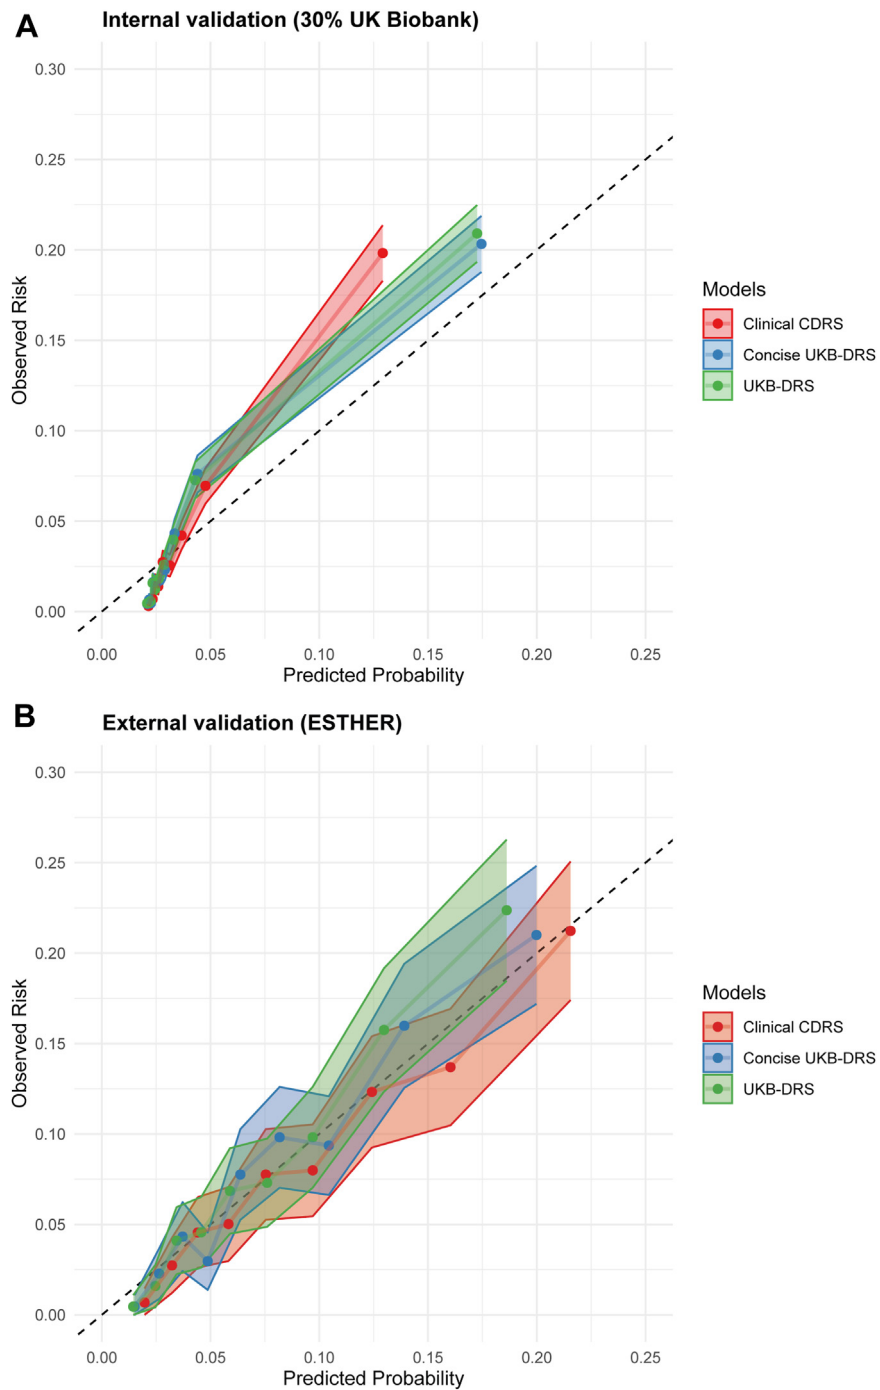 A
Internal validation (30% UK Biobank)
0.30
0.25
0.20
0.15
0.10
0.05
0.00
Observed Risk
0.00 0.05 0.10 0.15 0.20 0.25
Predicted Probability
Models
Clinical CDRS
Concise UKB-DRS
UKB-DRS
B
External validation (ESTHER)
0.30
0.25
0.20
0.15
0.10
0.05
0.00
Observed Risk
0.00 0.05 0.10 0.15 0.20 0.25
Predicted Probability
Models
Clinical CDRS
Concise UKB-DRS
UKB-DRS